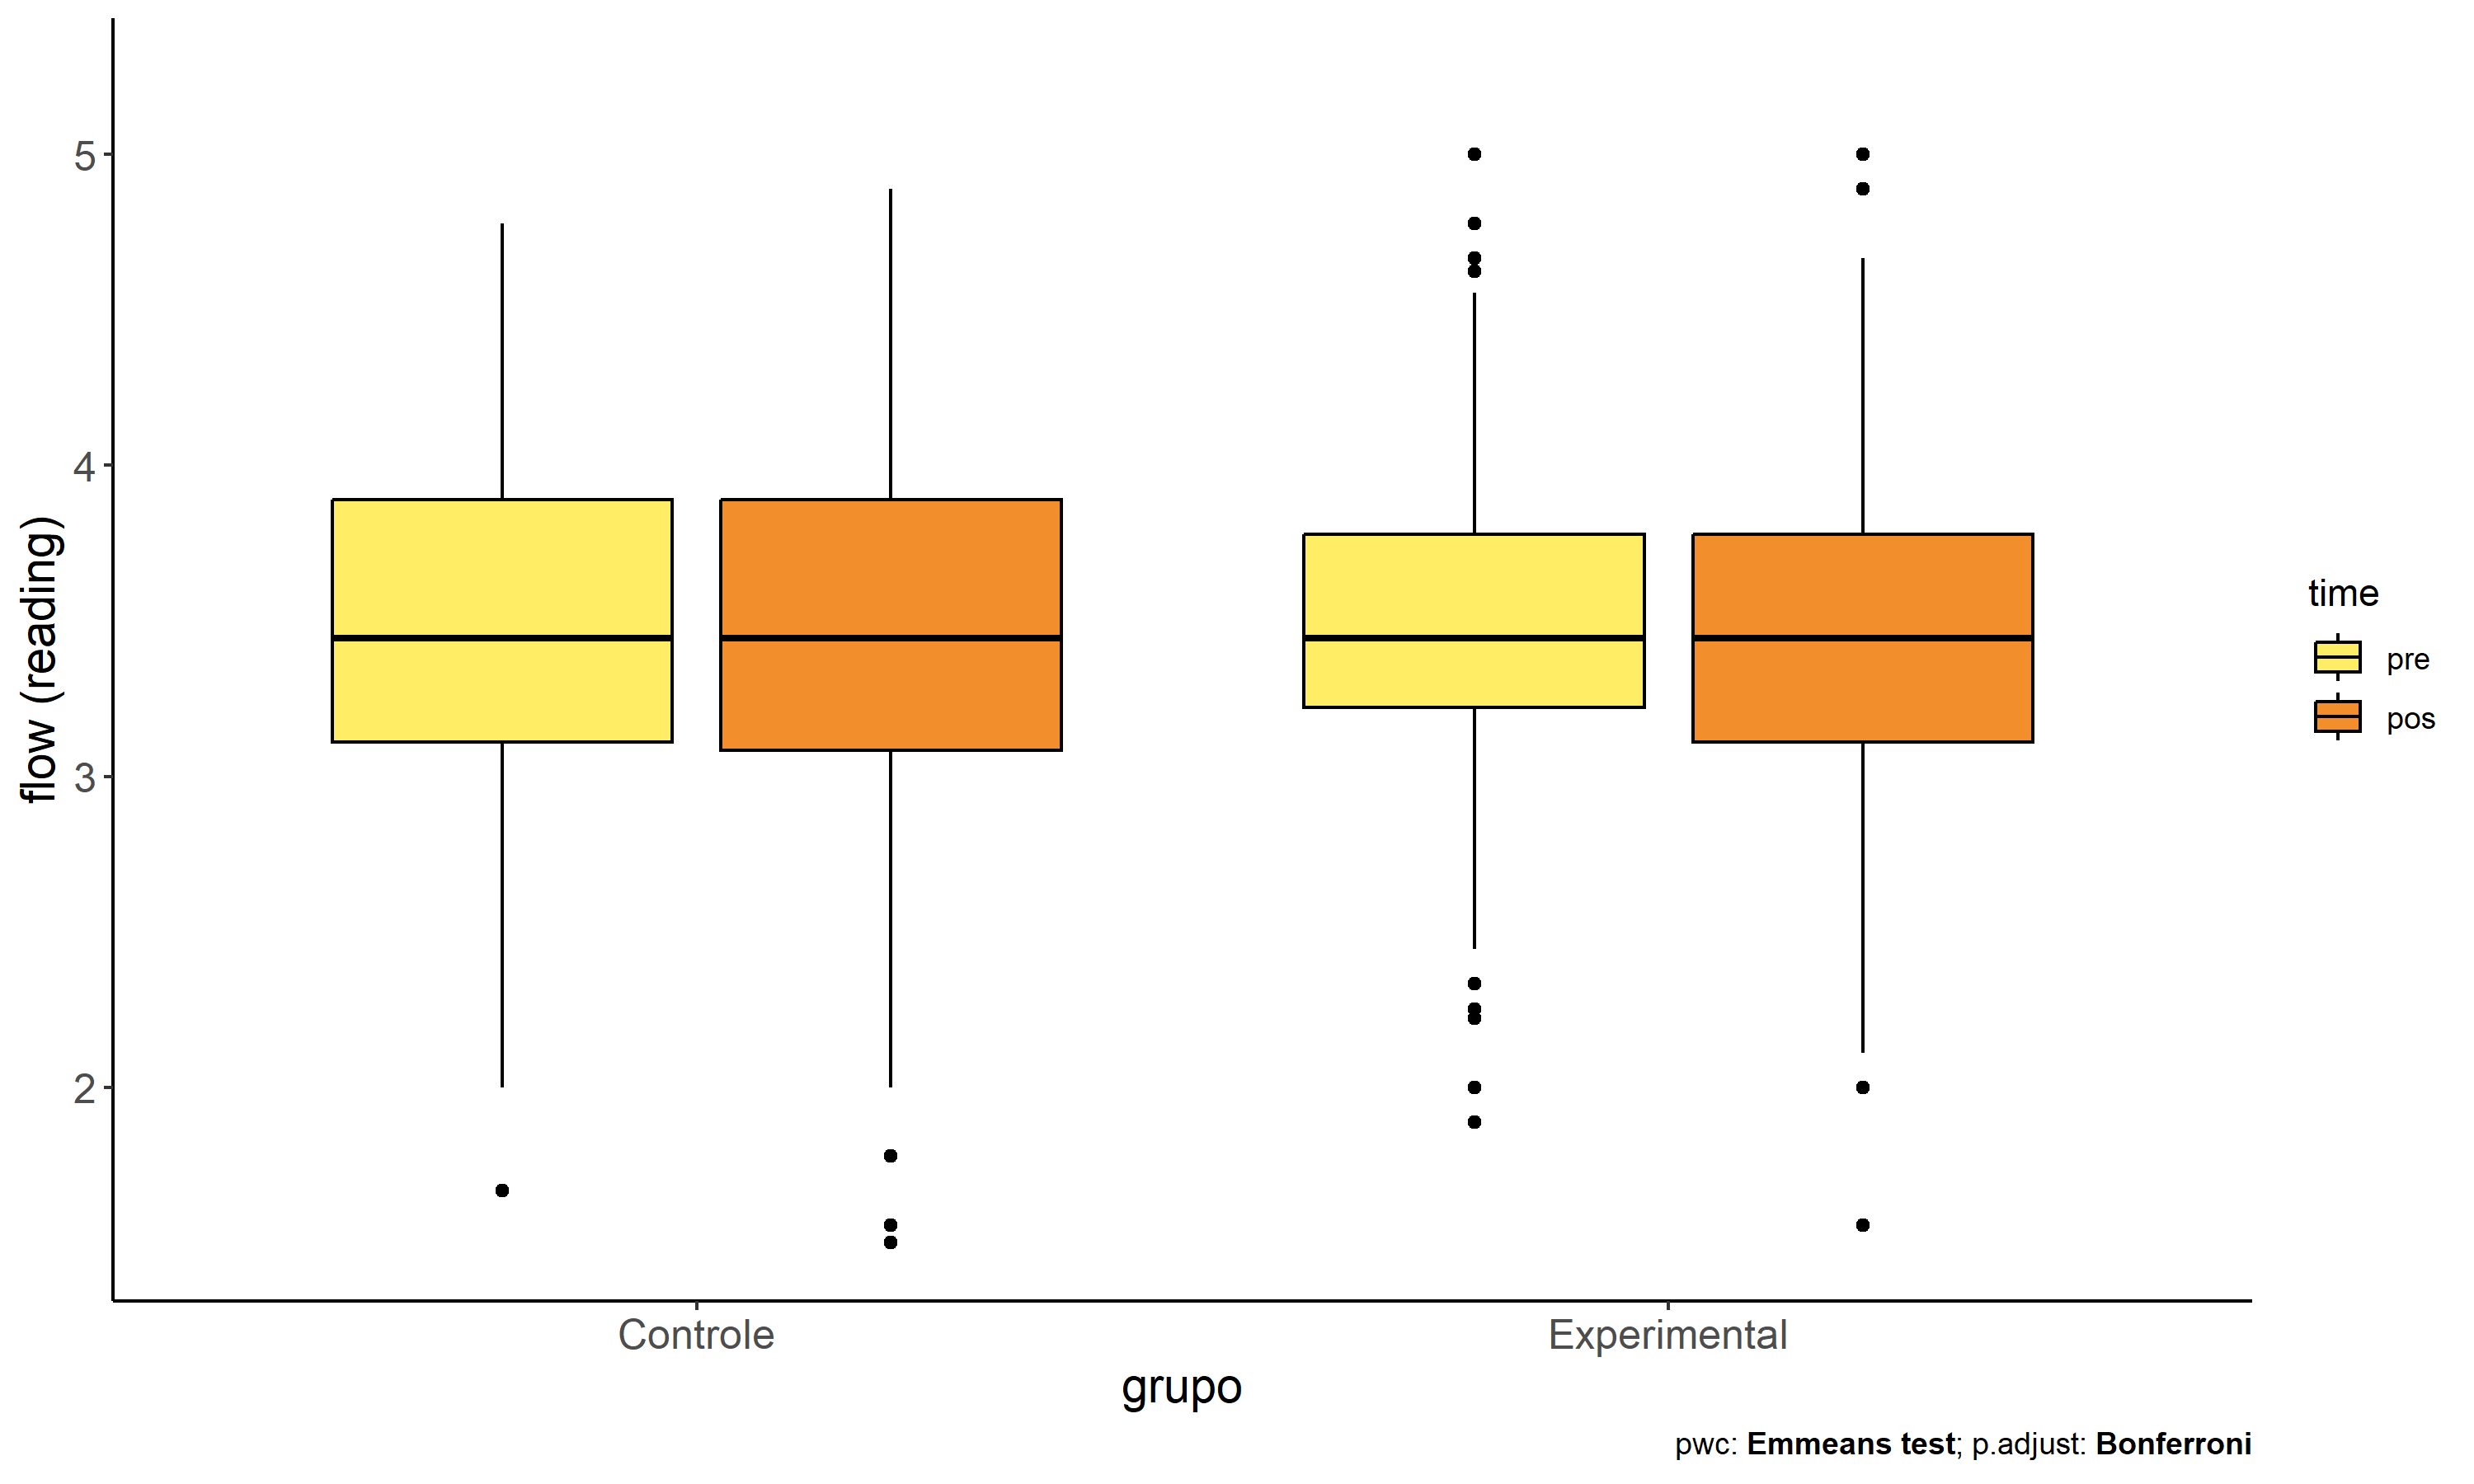 flow (reading)
5
4
3
2
Controle
Experimental
grupo
time
pre
pos
pwc: Emmeans test; p.adjust: Bonferroni